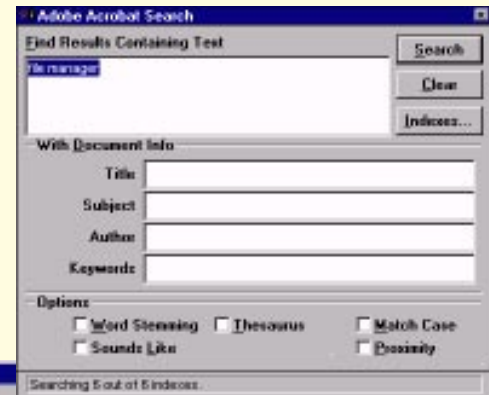 Adobe Acrobat Search
Find Results Containing Text
Search
file manager
Clear
Indexes...
With Document Info
Title
Subject
Author
Keywords
Options
Word Stemming Thesaurus Match Case
Sounds Like Proximity
Searching 5 out of 5 indexes.